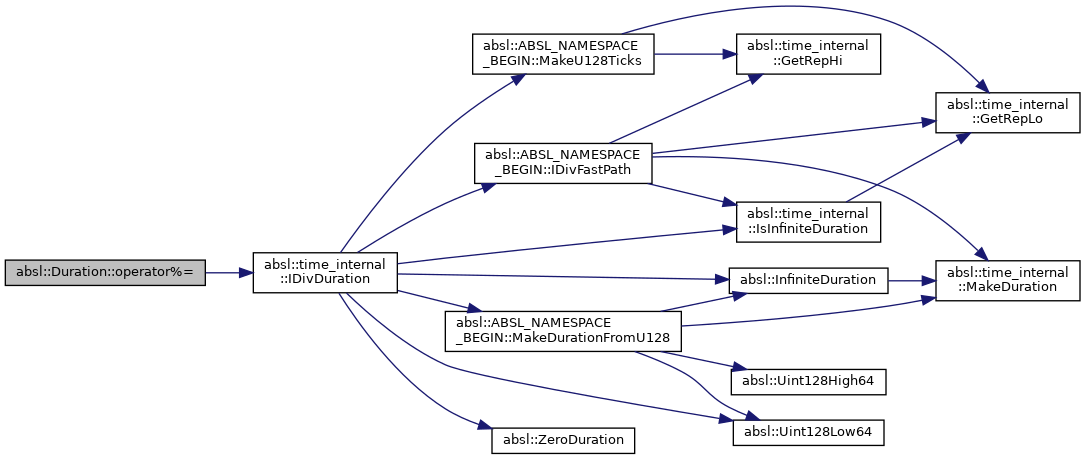 absl::Duration::operator%=
absl::time_internal
::IDivDuration
absl::ABSL_NAMESPACE
_BEGIN::MakeU128Ticks
absl::ABSL_NAMESPACE
_BEGIN::IDivFastPath
absl::ABSL_NAMESPACE
_BEGIN::MakeDurationFromU128
absl::ZeroDuration
absl::time_internal
::GetRepHi
absl::time_internal
::IsInfiniteDuration
absl::InfiniteDuration
absl::Uint128High64
absl::Uint128Low64
absl::time_internal
::GetRepLo
absl::time_internal
::MakeDuration